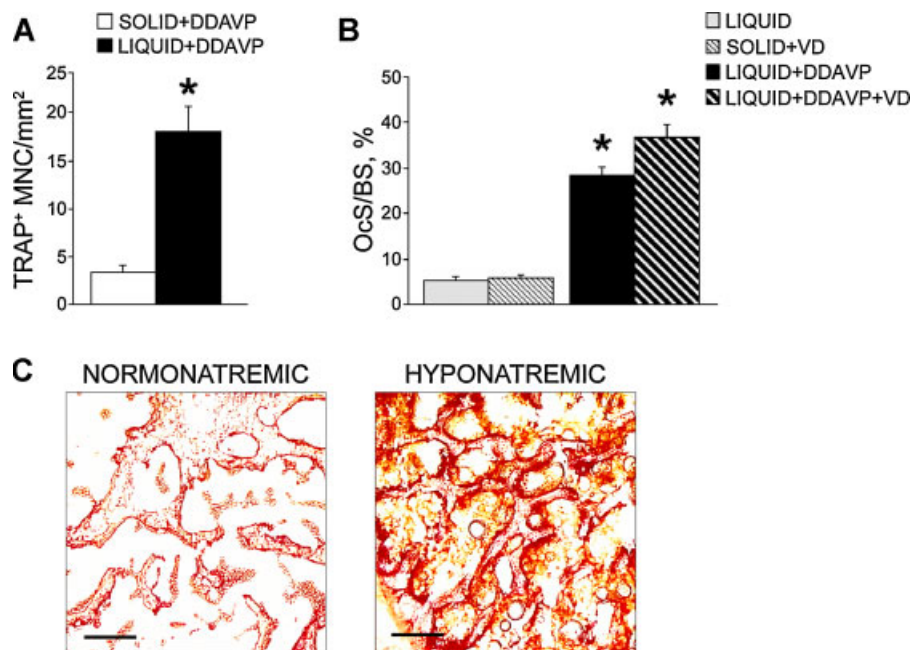 A
SOLID+DDAVP
LIQUID+DDAVP
TRAP⁺ MNC/mm²
25
20
15
10
5
0
*
B
LIQUID
SOLID+VD
LIQUID+DDAVP
LIQUID+DDAVP+VD
OcS/BS, %
50
40
30
20
10
0
*
*
C
NORMONATREMIC
HYPONATREMIC